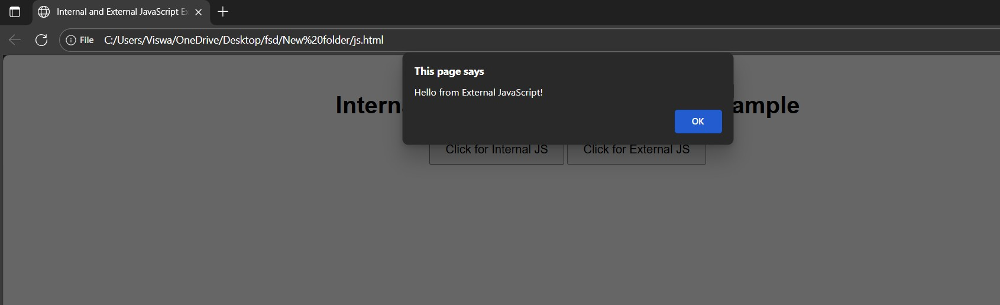 Internal and External JavaScript Ex
File C:/Users/Viswa/OneDrive/Desktop/fsd/New%20folder/js.html
This page says
Hello from External JavaScript!
OK
Intern ample
Click for Internal JS Click for External JS